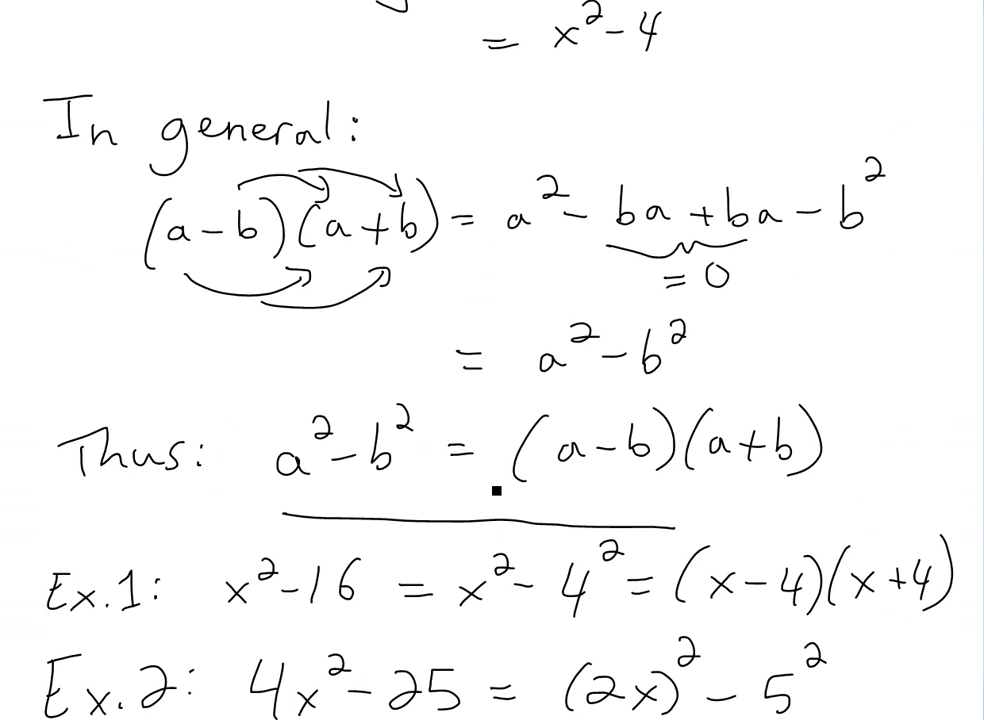 = x² - 4
In general:
(a - b)(a + b) = a² - ba + ba - b²
= 0
= a² - b²
Thus: a² - b² = (a - b)(a + b)
Ex.1: x² - 16 = x² - 4² = (x - 4)(x + 4)
Ex.2: 4x² - 25 = (2x)² - 5²